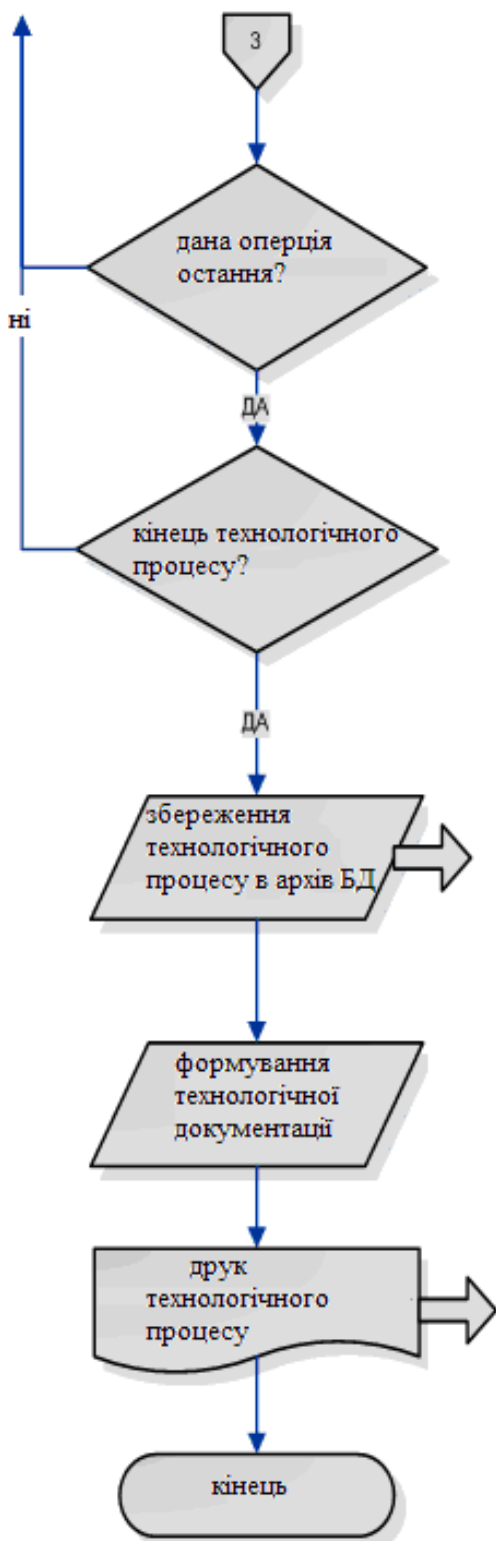 3
дана оперція
остання?
ні
ДА
кінець технологічного
процесу?
ДА
збереження
технологічного
процесу в архів БД
формування
технологічної
документації
друк
технологічного
процесу
кінець